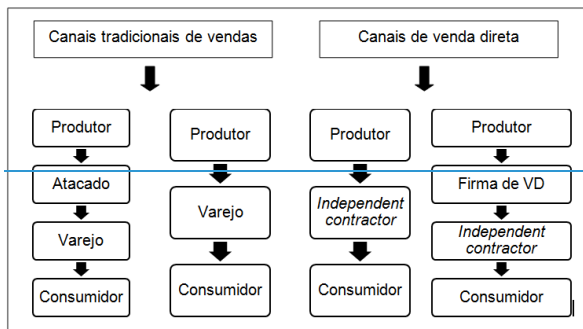 Canais tradicionais de vendas
Canais de venda direta
Produtor
Atacado
Varejo
Consumidor
Produtor
Varejo
Consumidor
Produtor
Independent
contractor
Consumidor
Produtor
Firma de VD
Independent
contractor
Consumidor